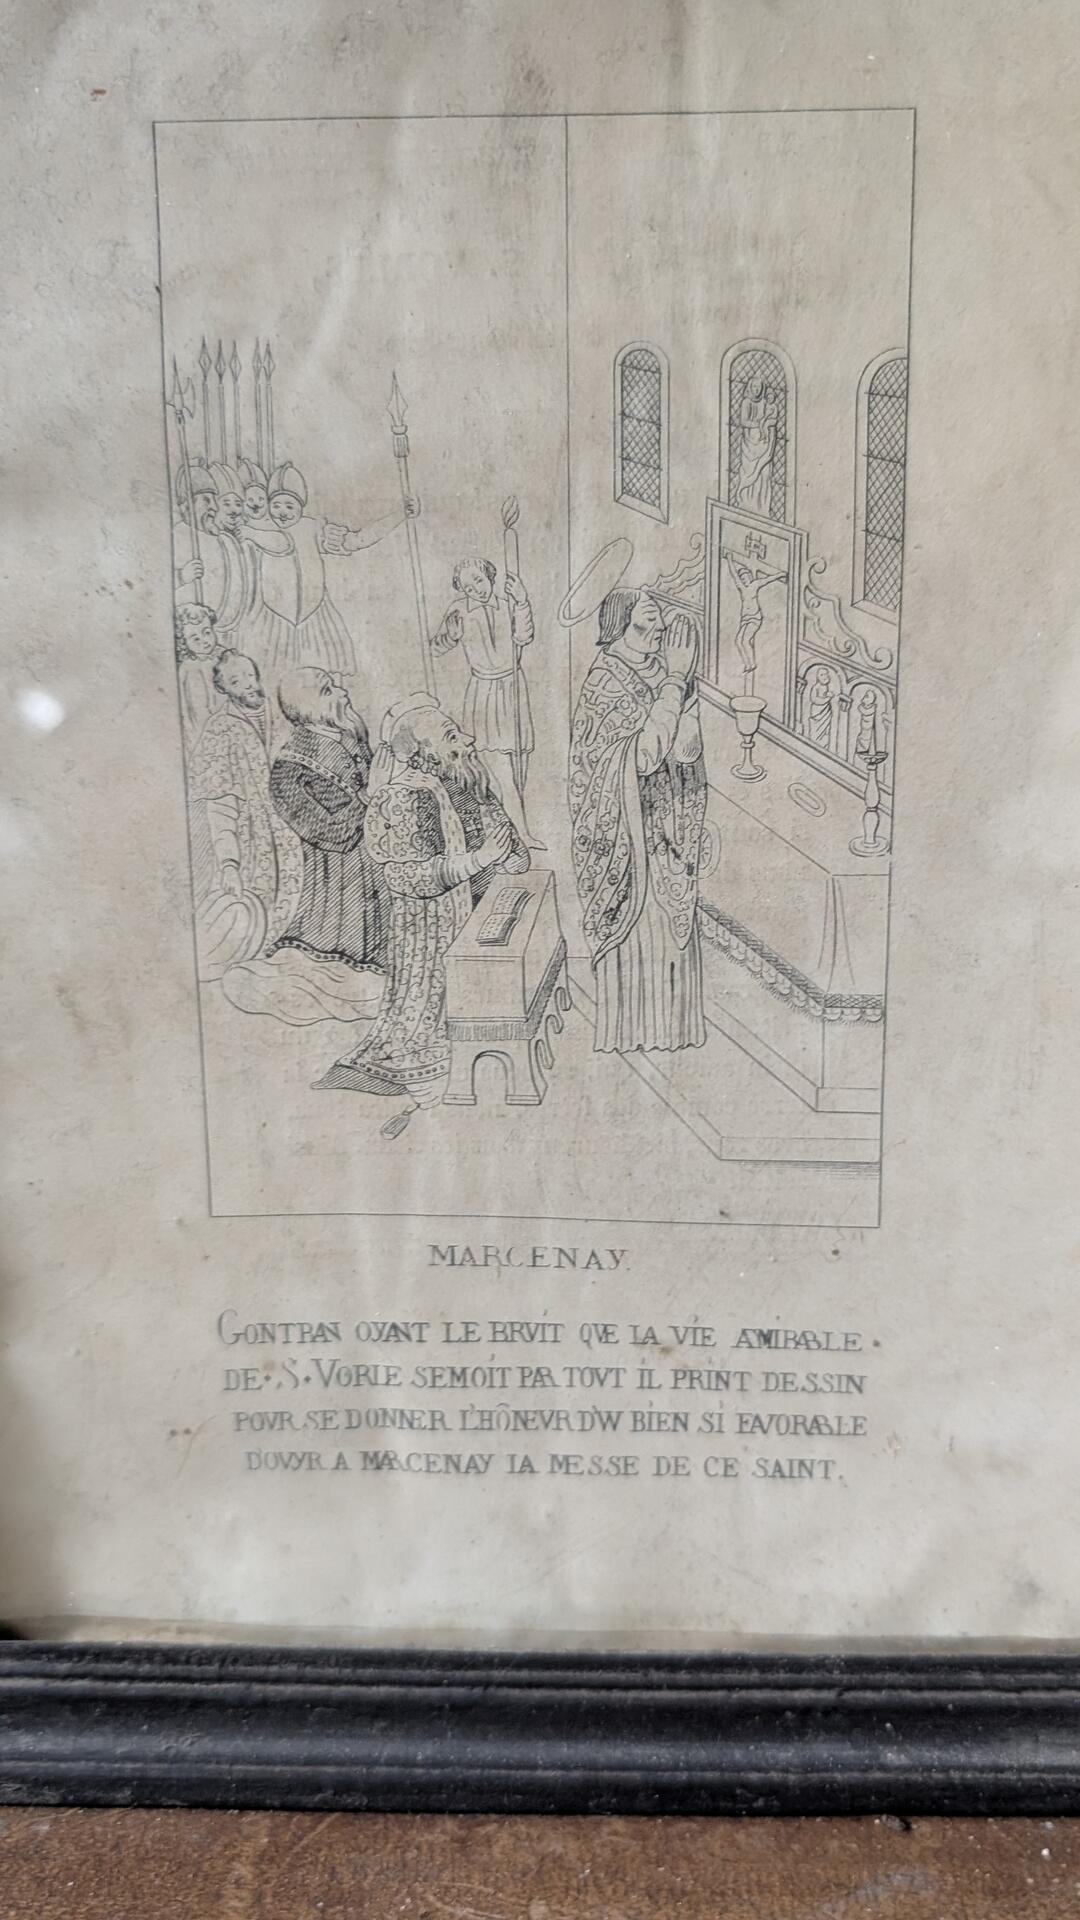 MARCENAY.
GONTRAN OYANT LE BRVIT QVE LA VIE AMIRABLE ·
DE · S · VORLE SEMOIT PAR TOVT IL PRINT DESSIN
POVR SE DONNER L'HÔNEVR D'VN BIEN SI FAVORABLE
D'OVYR A MARCENAY LA MESSE DE CE SAINT.